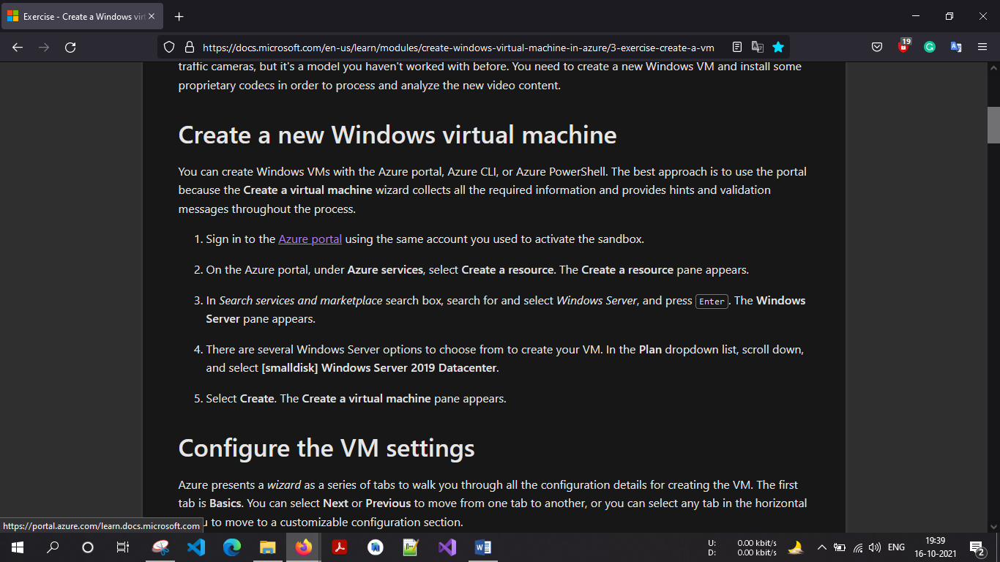 Exercise - Create a Windows virt
https://docs.microsoft.com/en-us/learn/modules/create-windows-virtual-machine-in-azure/3-exercise-create-a-vm
19
traffic cameras, but it's a model you haven't worked with before. You need to create a new Windows VM and install some
proprietary codecs in order to process and analyze the new video content.
Create a new Windows virtual machine
You can create Windows VMs with the Azure portal, Azure CLI, or Azure PowerShell. The best approach is to use the portal
because the Create a virtual machine wizard collects all the required information and provides hints and validation
messages throughout the process.
1. Sign in to the Azure portal using the same account you used to activate the sandbox.
2. On the Azure portal, under Azure services, select Create a resource. The Create a resource pane appears.
3. In Search services and marketplace search box, search for and select Windows Server, and press Enter. The Windows
Server pane appears.
4. There are several Windows Server options to choose from to create your VM. In the Plan dropdown list, scroll down,
and select [smalldisk] Windows Server 2019 Datacenter.
5. Select Create. The Create a virtual machine pane appears.
Configure the VM settings
Azure presents a wizard as a series of tabs to walk you through all the configuration details for creating the VM. The first
tab is Basics. You can select Next or Previous to move from one tab to another, or you can select any tab in the horizontal
to move to a customizable configuration section.
https://portal.azure.com/learn.docs.microsoft.com
U: 0.00 kbit/s
D: 0.00 kbit/s
ENG
19:39
16-10-2021
2